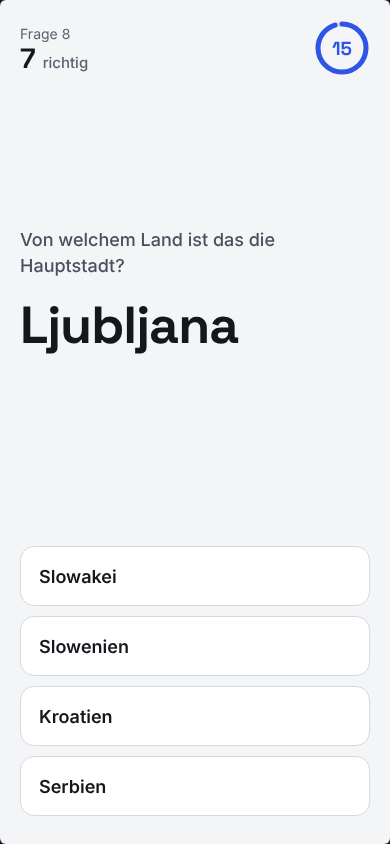 Frage 8
7 richtig
15
Von welchem Land ist das die
Hauptstadt?
Ljubljana
Slowakei
Slowenien
Kroatien
Serbien